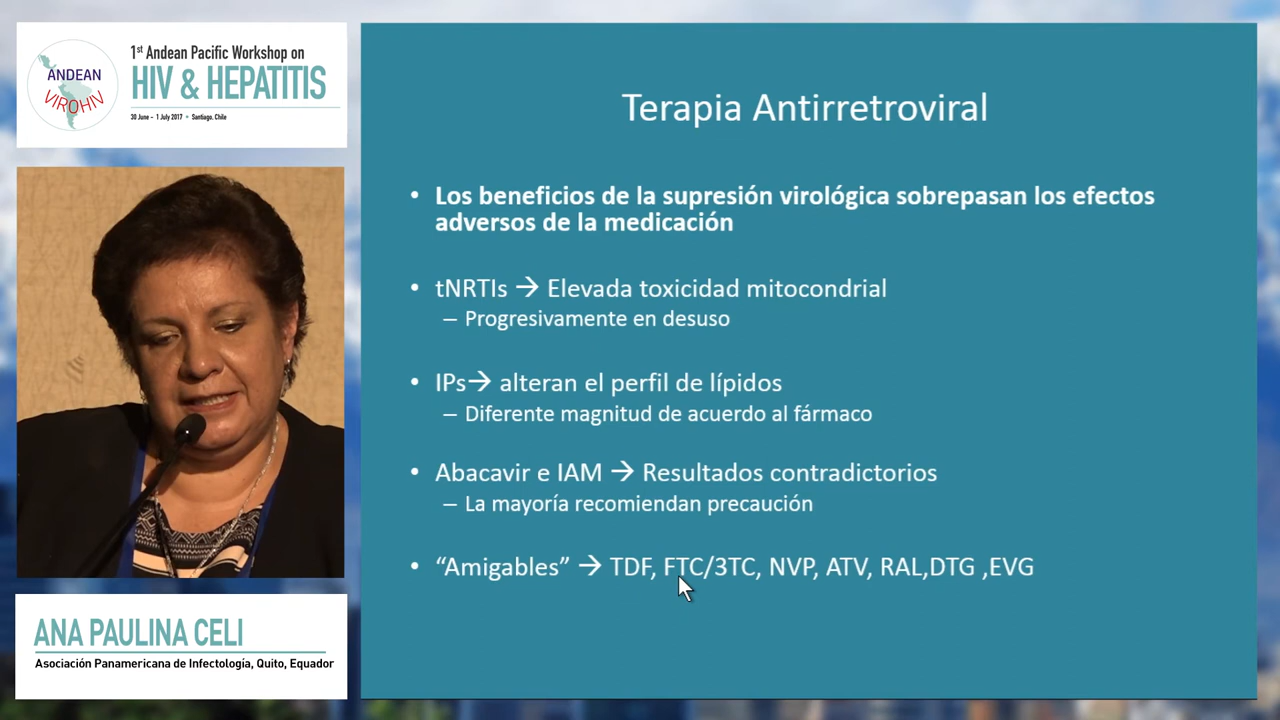 1st Andean Pacific Workshop on
HIV & HEPATITIS
30 June - 1 July 2017 • Santiago, Chile
ANDEAN
VIROHIV
Terapia Antirretroviral
• Los beneficios de la supresión virológica sobrepasan los efectos
adversos de la medicación
• tNRTIs → Elevada toxicidad mitocondrial
– Progresivamente en desuso
• IPs→ alteran el perfil de lípidos
– Diferente magnitud de acuerdo al fármaco
• Abacavir e IAM → Resultados contradictorios
– La mayoría recomiendan precaución
• “Amigables” → TDF, FTC/3TC, NVP, ATV, RAL,DTG ,EVG
ANA PAULINA CELI
Asociación Panamericana de Infectología, Quito, Equador